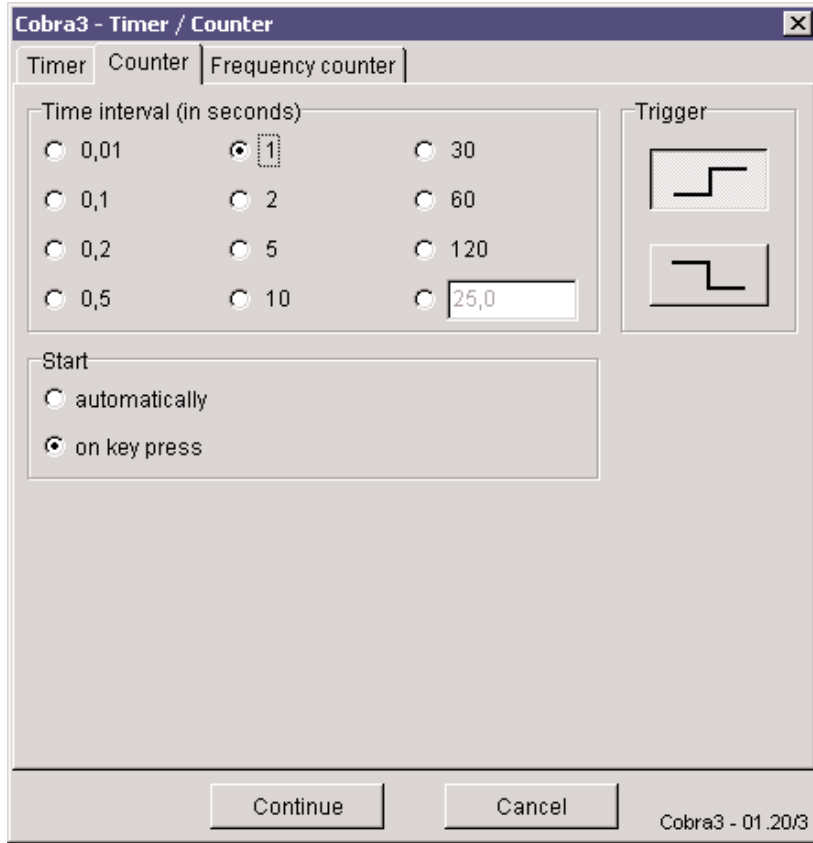 Cobra3 - Timer / Counter
Timer Counter Frequency counter
Time interval (in seconds) Trigger
0,01 1 30
0,1 2 60
0,2 5 120
0,5 10 25,0
Start
automatically
on key press
Continue Cancel
Cobra3 - 01.20/3